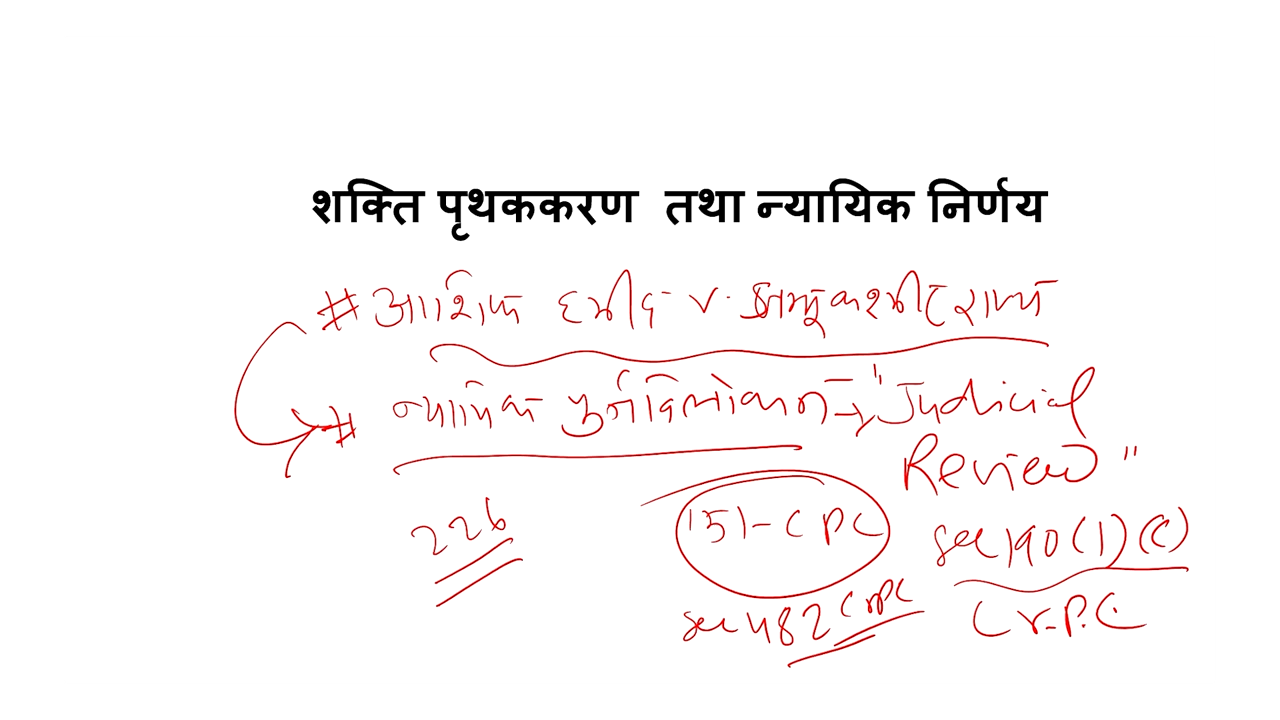 शक्ति पृथककरण तथा न्यायिक निर्णय
# आशिक हमीद v. जम्मूकश्मीर राज्य
# न्यायिक पुर्नविलोकन → "Judicial
Review"
226 151-CPC Sec 190(1)(c)
Sec 482 CrPC Cr.P.C.